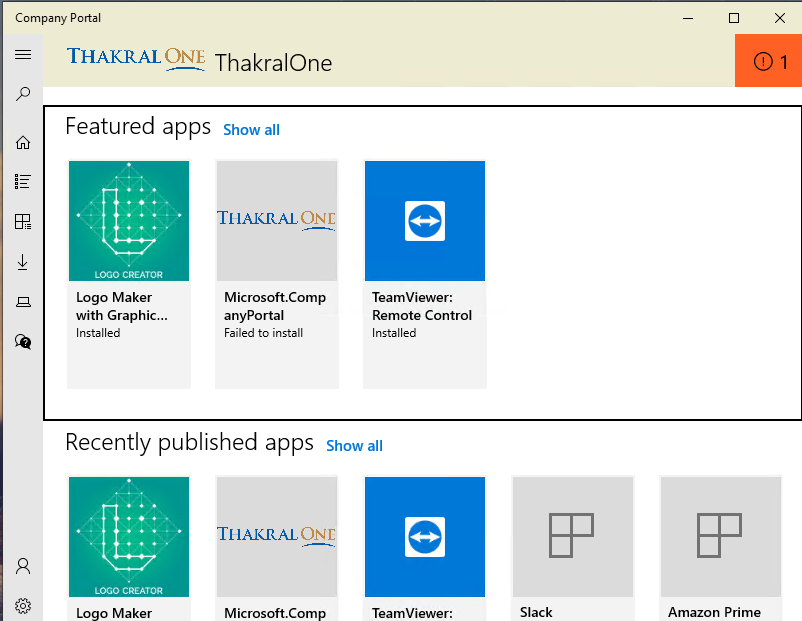 Company Portal
THAKRAL ONE ThakralOne
1
Featured apps Show all
LOGO CREATOR
THAKRAL ONE
Logo Maker
with Graphic...
Installed
Microsoft.Comp
anyPortal
Failed to install
TeamViewer:
Remote Control
Installed
Recently published apps Show all
LOGO CREATOR
THAKRAL ONE
Logo Maker
Microsoft.Comp
TeamViewer:
Slack
Amazon Prime